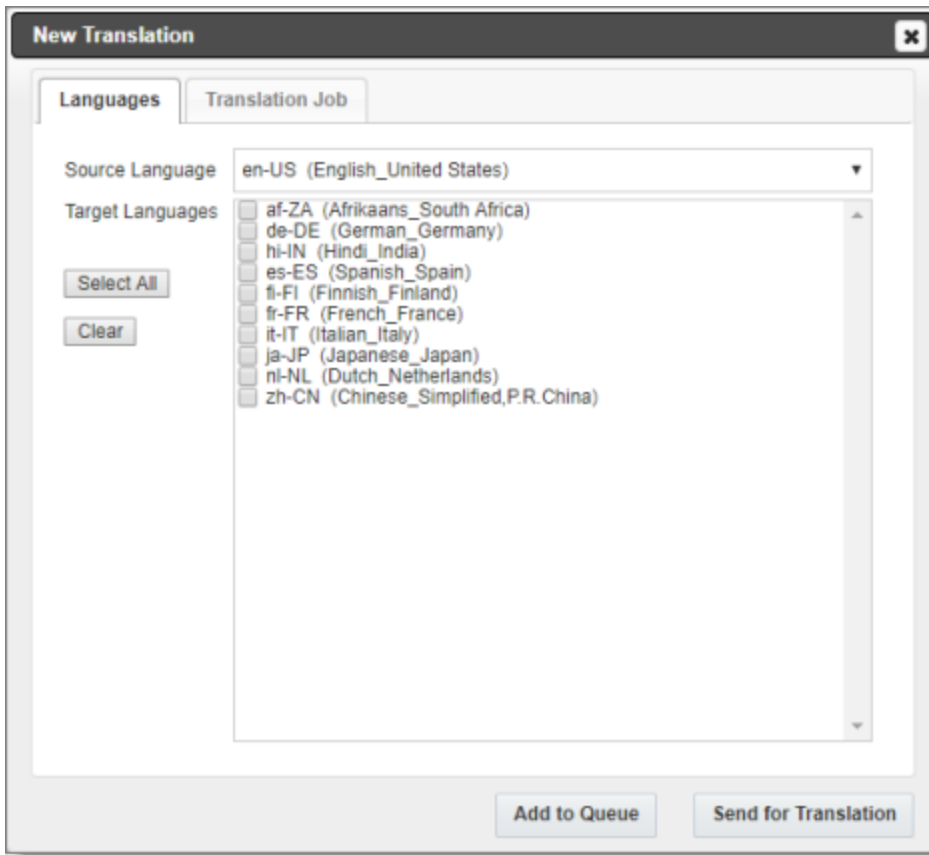 New Translation
Languages
Translation Job
Source Language
en-US (English_United States)
Target Languages
af-ZA (Afrikaans_South Africa)
de-DE (German_Germany)
hi-IN (Hindi_India)
es-ES (Spanish_Spain)
fi-FI (Finnish_Finland)
fr-FR (French_France)
it-IT (Italian_Italy)
ja-JP (Japanese_Japan)
nl-NL (Dutch_Netherlands)
zh-CN (Chinese_Simplified,P.R.China)
Select All
Clear
Add to Queue
Send for Translation